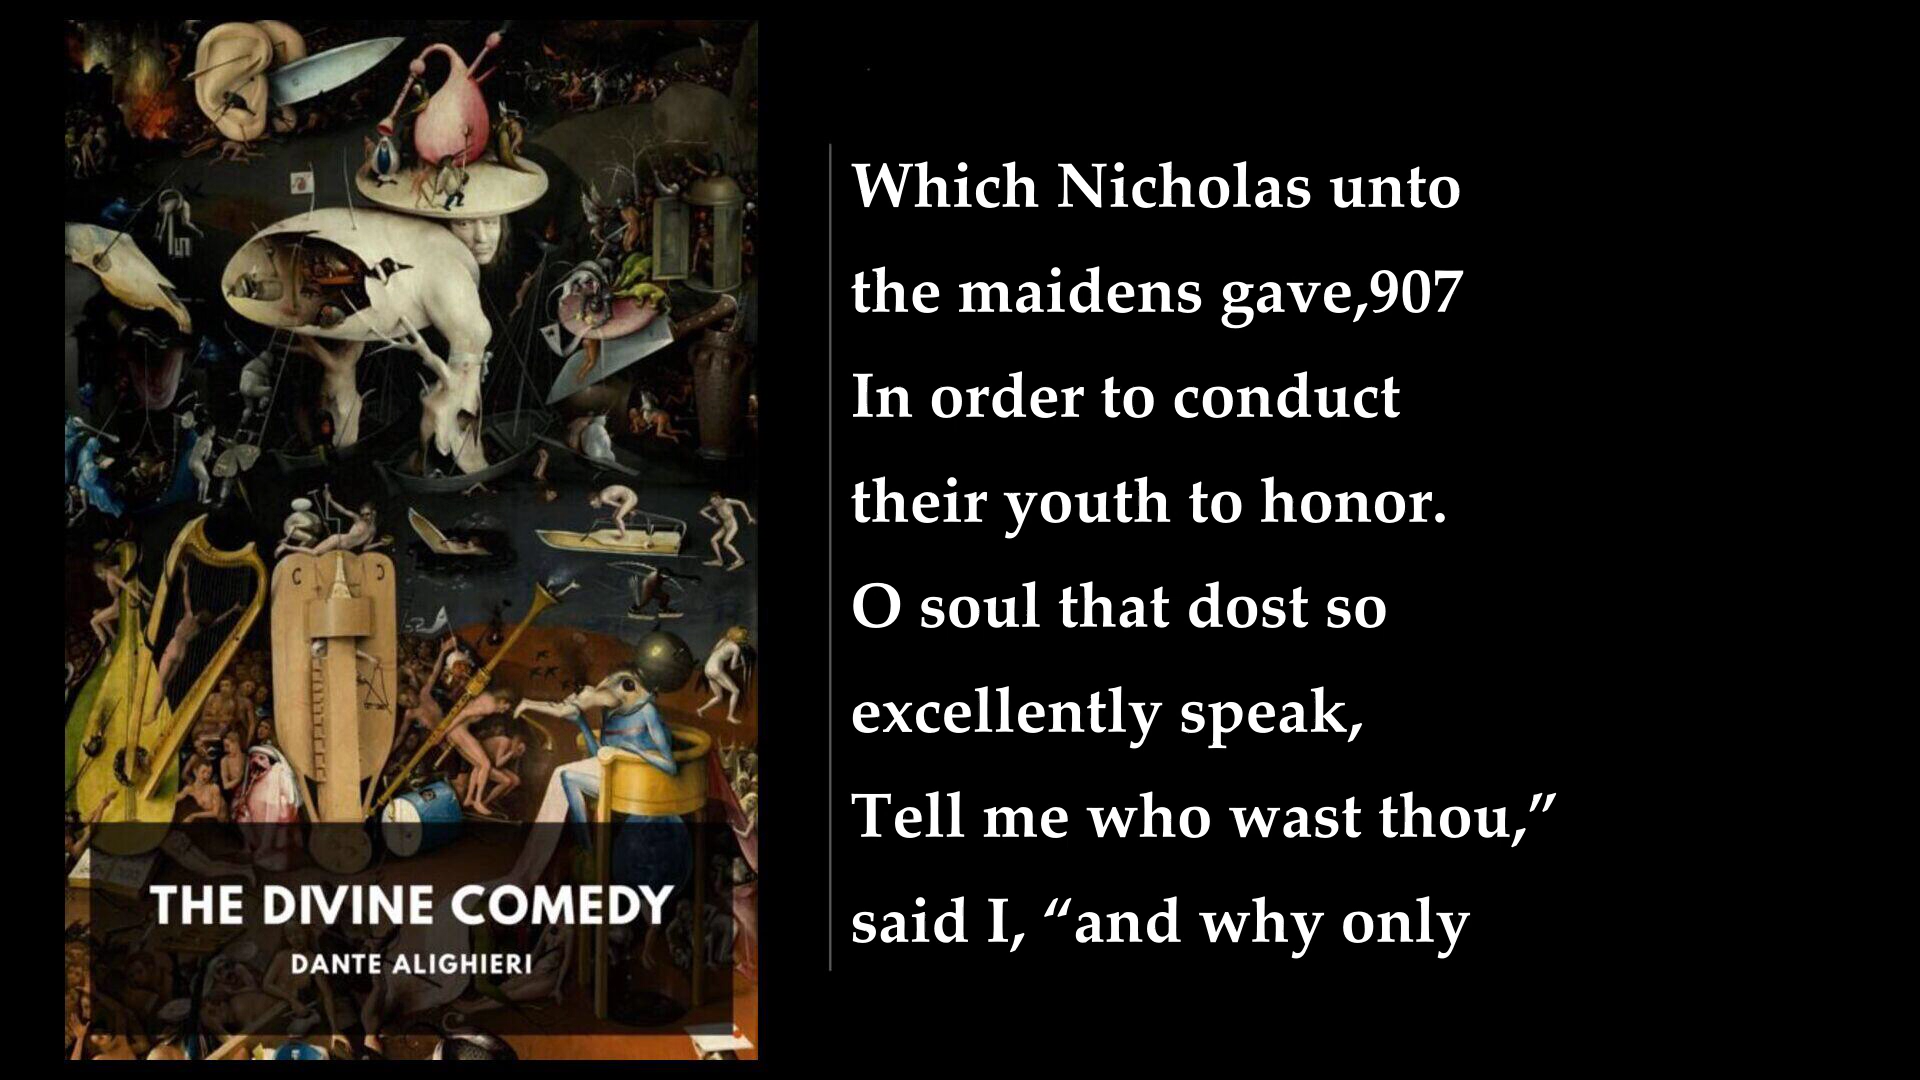 THE DIVINE COMEDY
DANTE ALIGHIERI
Which Nicholas unto
the maidens gave,907
In order to conduct
their youth to honor.
O soul that dost so
excellently speak,
Tell me who wast thou,”
said I, “and why only